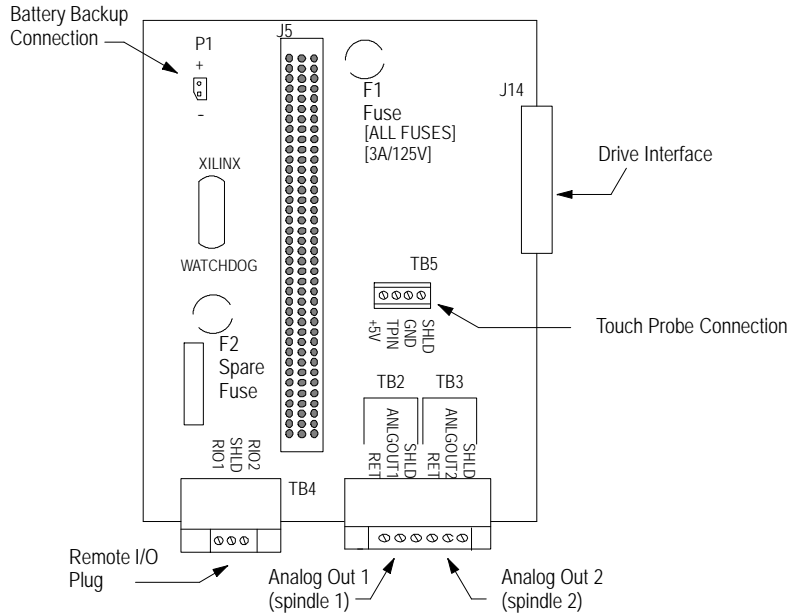 Battery Backup
Connection
P1
+
-
J5
F1
Fuse
[ALL FUSES]
[3A/125V]
J14
Drive Interface
XILINX
WATCHDOG
TB5
+5V
TPIN
GND
SHLD
Touch Probe Connection
F2
Spare
Fuse
TB2
TB3
RET
ANLGOUT1
SHLD
RET
ANLGOUT2
SHLD
RIO1
SHLD
RIO2
TB4
Remote I/O
Plug
Analog Out 1
(spindle 1)
Analog Out 2
(spindle 2)